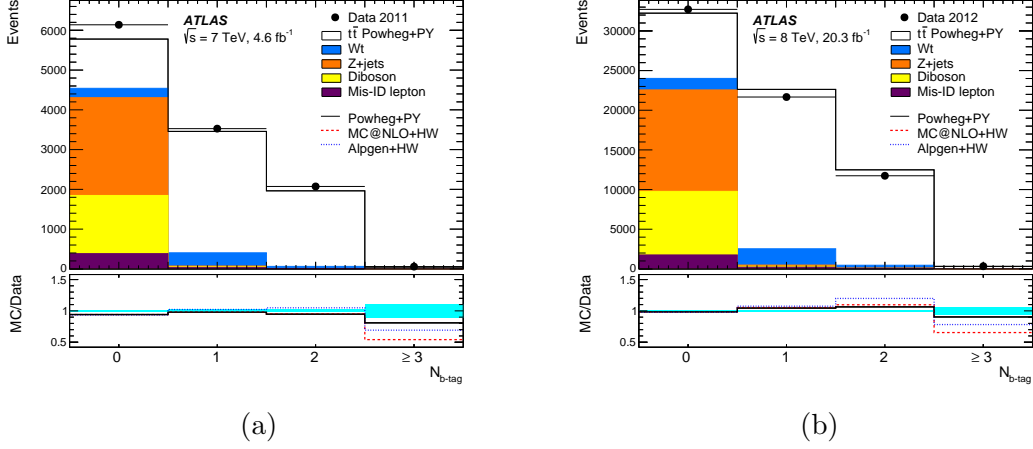 Events
6000
5000
4000
3000
2000
1000
0
ATLAS
√s = 7 TeV, 4.6 fb⁻¹
Data 2011
tt̄ Powheg+PY
Wt
Z+jets
Diboson
Mis-ID lepton
Powheg+PY
MC@NLO+HW
Alpgen+HW
MC/Data
1.5
1
0.5
0 1 2 ≥ 3
N_b-tag
(a)
Events
30000
25000
20000
15000
10000
5000
0
ATLAS
√s = 8 TeV, 20.3 fb⁻¹
Data 2012
tt̄ Powheg+PY
Wt
Z+jets
Diboson
Mis-ID lepton
Powheg+PY
MC@NLO+HW
Alpgen+HW
MC/Data
1.5
1
0.5
0 1 2 ≥ 3
N_b-tag
(b)